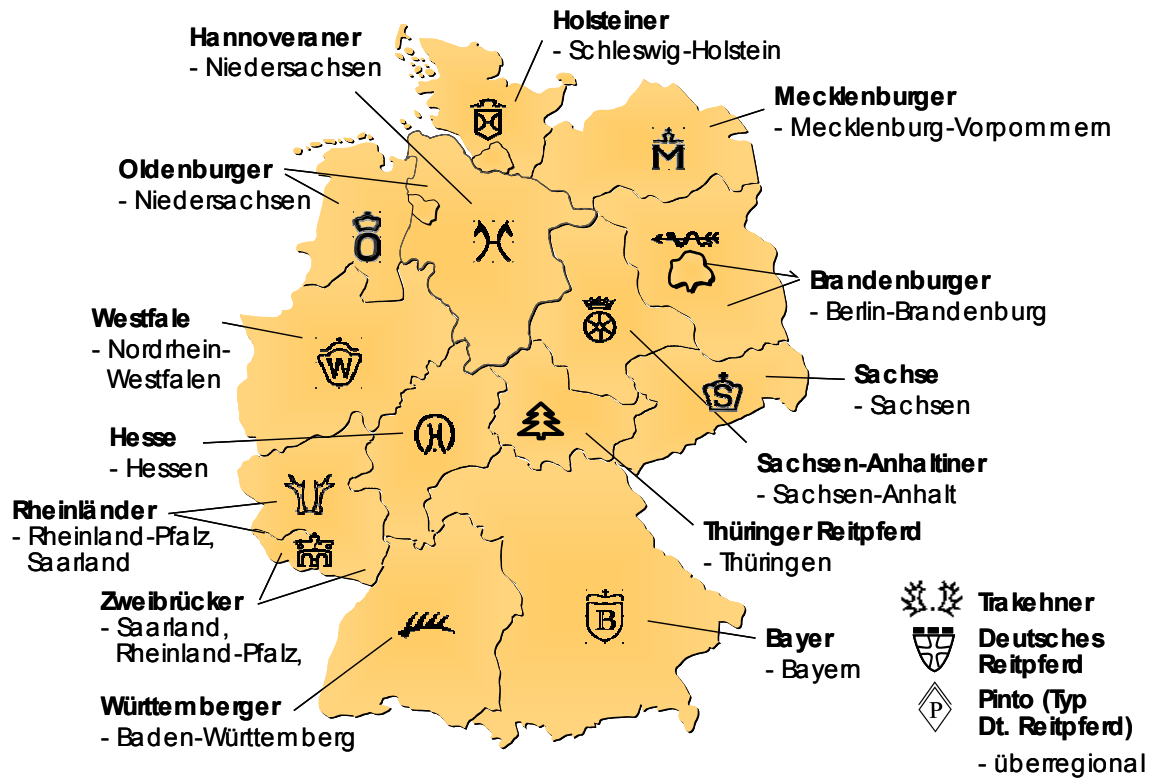 Holsteiner
- Schleswig-Holstein
Hannoveraner
- Niedersachsen
Mecklenburger
- Mecklenburg-Vorpommern
Oldenburger
- Niedersachsen
Brandenburger
- Berlin-Brandenburg
Westfale
- Nordrhein-
Westfalen
Sachse
- Sachsen
Hesse
- Hessen
Sachsen-Anhaltiner
- Sachsen-Anhalt
Rheinländer
- Rheinland-Pfalz,
Saarland
Thüringer Reitpferd
- Thüringen
Zweibrücker
- Saarland,
Rheinland-Pfalz,
Bayer
- Bayern
Württemberger
- Baden-Württemberg
Trakehner
Deutsches
Reitpferd
Pinto (Typ
Dt. Reitpferd)
- überregional
H
M
O
H
W
S
H
B
P